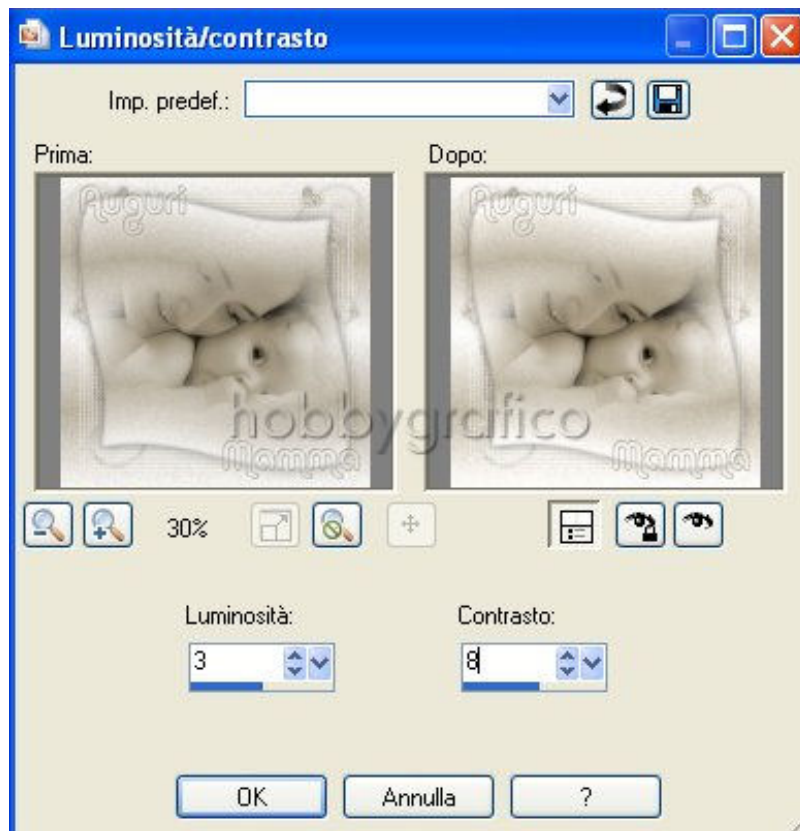 Luminosità/contrasto
Imp. predef.:
Prima:
Dopo:
Auguri
Mamma
Auguri
Mamma
hobbygrafico
30%
Luminosità:
Contrasto:
3
8
OK
Annulla
?